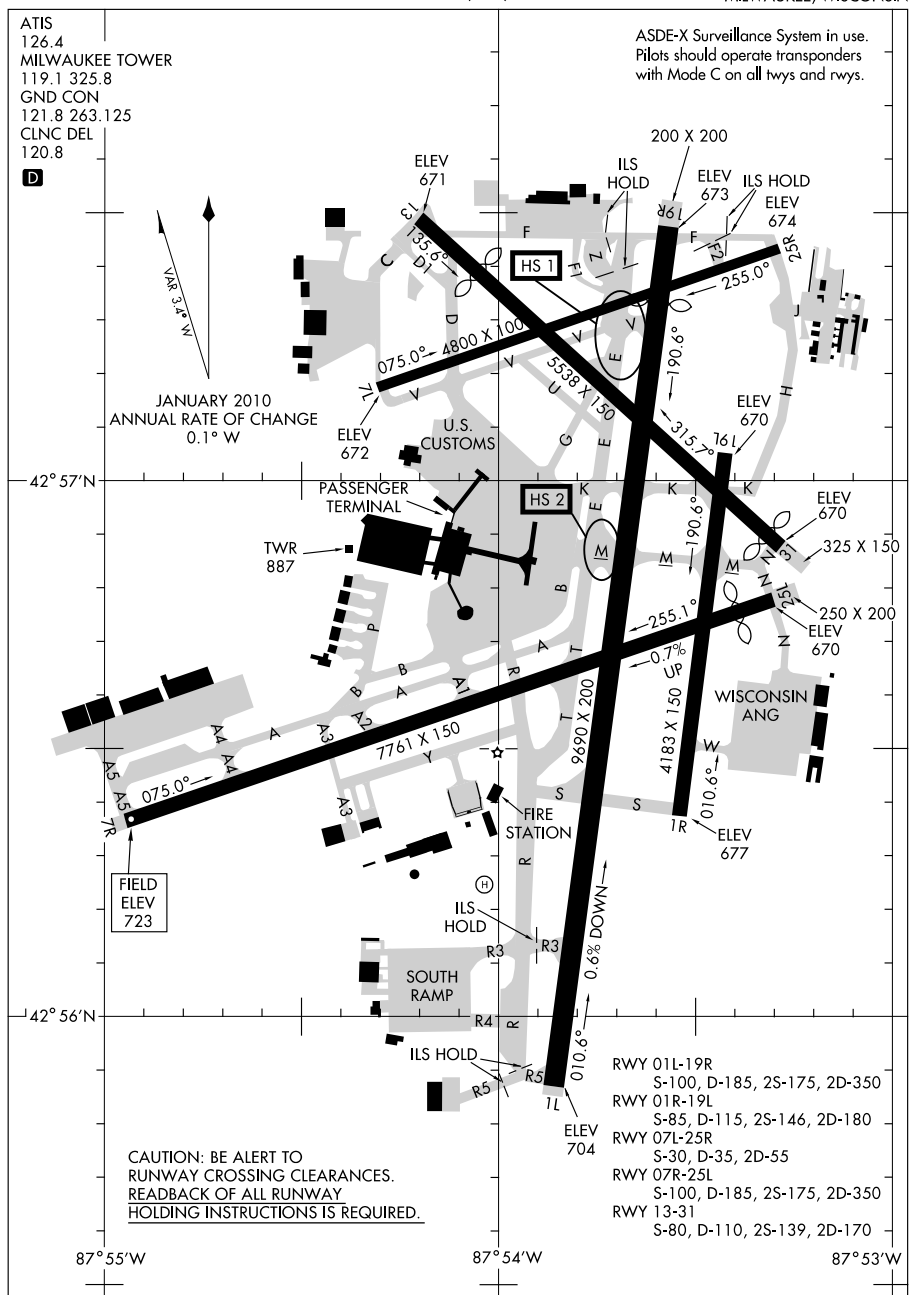 ATIS
126.4
MILWAUKEE TOWER
119.1 325.8
GND CON
121.8 263.125
CLNC DEL
120.8
D
ASDE-X Surveillance System in use.
Pilots should operate transponders
with Mode C on all twys and rwys.
200 X 200
ELEV
671
ILS
HOLD
ELEV
673
ILS HOLD
ELEV
674
13
19R
F
F
Z
F1
F2
25R
HS 1
135.6°
C
D1
255.0°
VAR 3.4° W
D
V
V
E
J
4800 X 100
075.0°
190.6°
7L
V
V
5538 X 150
H
JANUARY 2010
ANNUAL RATE OF CHANGE
0.1° W
ELEV
672
U.S.
CUSTOMS
U
G
E
315.7°
ELEV
670
19L
42°57'N
PASSENGER
TERMINAL
HS 2
K
E
K
K
190.6°
ELEV
670
31
325 X 150
TWR
887
M
M
M
N
N
25L
250 X 200
B
255.1°
0.7%
UP
ELEV
670
P
B
B
A
A
A1
A2
R
A
T
T
N
WISCONSIN
ANG
A4
A4
A
A3
7761 X 150
Y
9690 X 200
4183 X 150
W
010.6°
A5
A5
075.0°
7R
A3
FIRE
STATION
S
S
1R
ELEV
677
FIELD
ELEV
723
H
R
ILS
HOLD
0.6% DOWN
R3
R3
SOUTH
RAMP
42°56'N
R4
R
010.6°
ILS HOLD
R5
R5
1L
ELEV
704
RWY 01L-19R
S-100, D-185, 2S-175, 2D-350
RWY 01R-19L
S-85, D-115, 2S-146, 2D-180
RWY 07L-25R
S-30, D-35, 2D-55
RWY 07R-25L
S-100, D-185, 2S-175, 2D-350
RWY 13-31
S-80, D-110, 2S-139, 2D-170
CAUTION: BE ALERT TO
RUNWAY CROSSING CLEARANCES.
READBACK OF ALL RUNWAY
HOLDING INSTRUCTIONS IS REQUIRED.
87°55'W
87°54'W
87°53'W